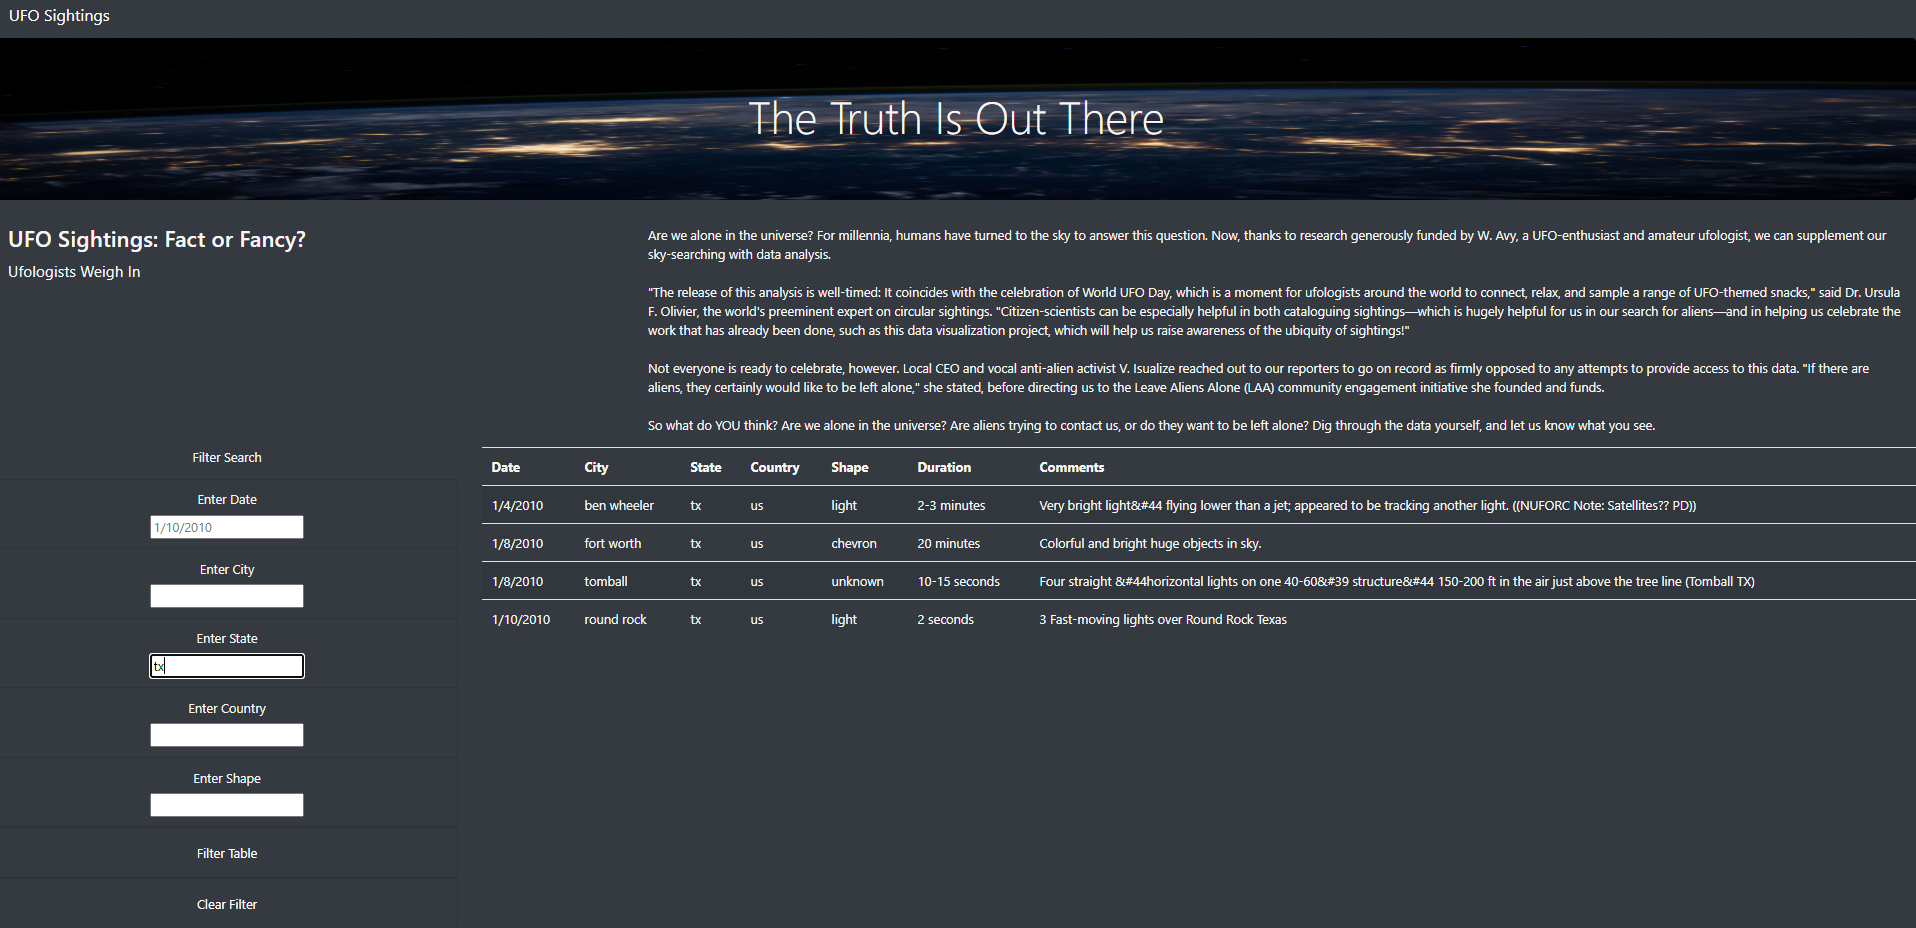 UFO Sightings
The Truth Is Out There
UFO Sightings: Fact or Fancy?
Ufologists Weigh In
Are we alone in the universe? For millennia, humans have turned to the sky to answer this question. Now, thanks to research generously funded by W. Avy, a UFO-enthusiast and amateur ufologist, we can supplement our
sky-searching with data analysis.
"The release of this analysis is well-timed: It coincides with the celebration of World UFO Day, which is a moment for ufologists around the world to connect, relax, and sample a range of UFO-themed snacks," said Dr. Ursula
F. Olivier, the world's preeminent expert on circular sightings. "Citizen-scientists can be especially helpful in both cataloguing sightings—which is hugely helpful for us in our search for aliens—and in helping us celebrate the
work that has already been done, such as this data visualization project, which will help us raise awareness of the ubiquity of sightings!"
Not everyone is ready to celebrate, however. Local CEO and vocal anti-alien activist V. Isualize reached out to our reporters to go on record as firmly opposed to any attempts to provide access to this data. "If there are
aliens, they certainly would like to be left alone," she stated, before directing us to the Leave Aliens Alone (LAA) community engagement initiative she founded and funds.
So what do YOU think? Are we alone in the universe? Are aliens trying to contact us, or do they want to be left alone? Dig through the data yourself, and let us know what you see.
Filter Search
Enter Date
1/10/2010
Enter City
Enter State
tx
Enter Country
Enter Shape
Filter Table
Clear Filter
Date City State Country Shape Duration Comments
1/4/2010 ben wheeler tx us light 2-3 minutes Very bright light&#44 flying lower than a jet; appeared to be tracking another light. ((NUFORC Note: Satellites?? PD))
1/8/2010 fort worth tx us chevron 20 minutes Colorful and bright huge objects in sky.
1/8/2010 tomball tx us unknown 10-15 seconds Four straight &#44horizontal lights on one 40-60&#39 structure&#44 150-200 ft in the air just above the tree line (Tomball TX)
1/10/2010 round rock tx us light 2 seconds 3 Fast-moving lights over Round Rock Texas